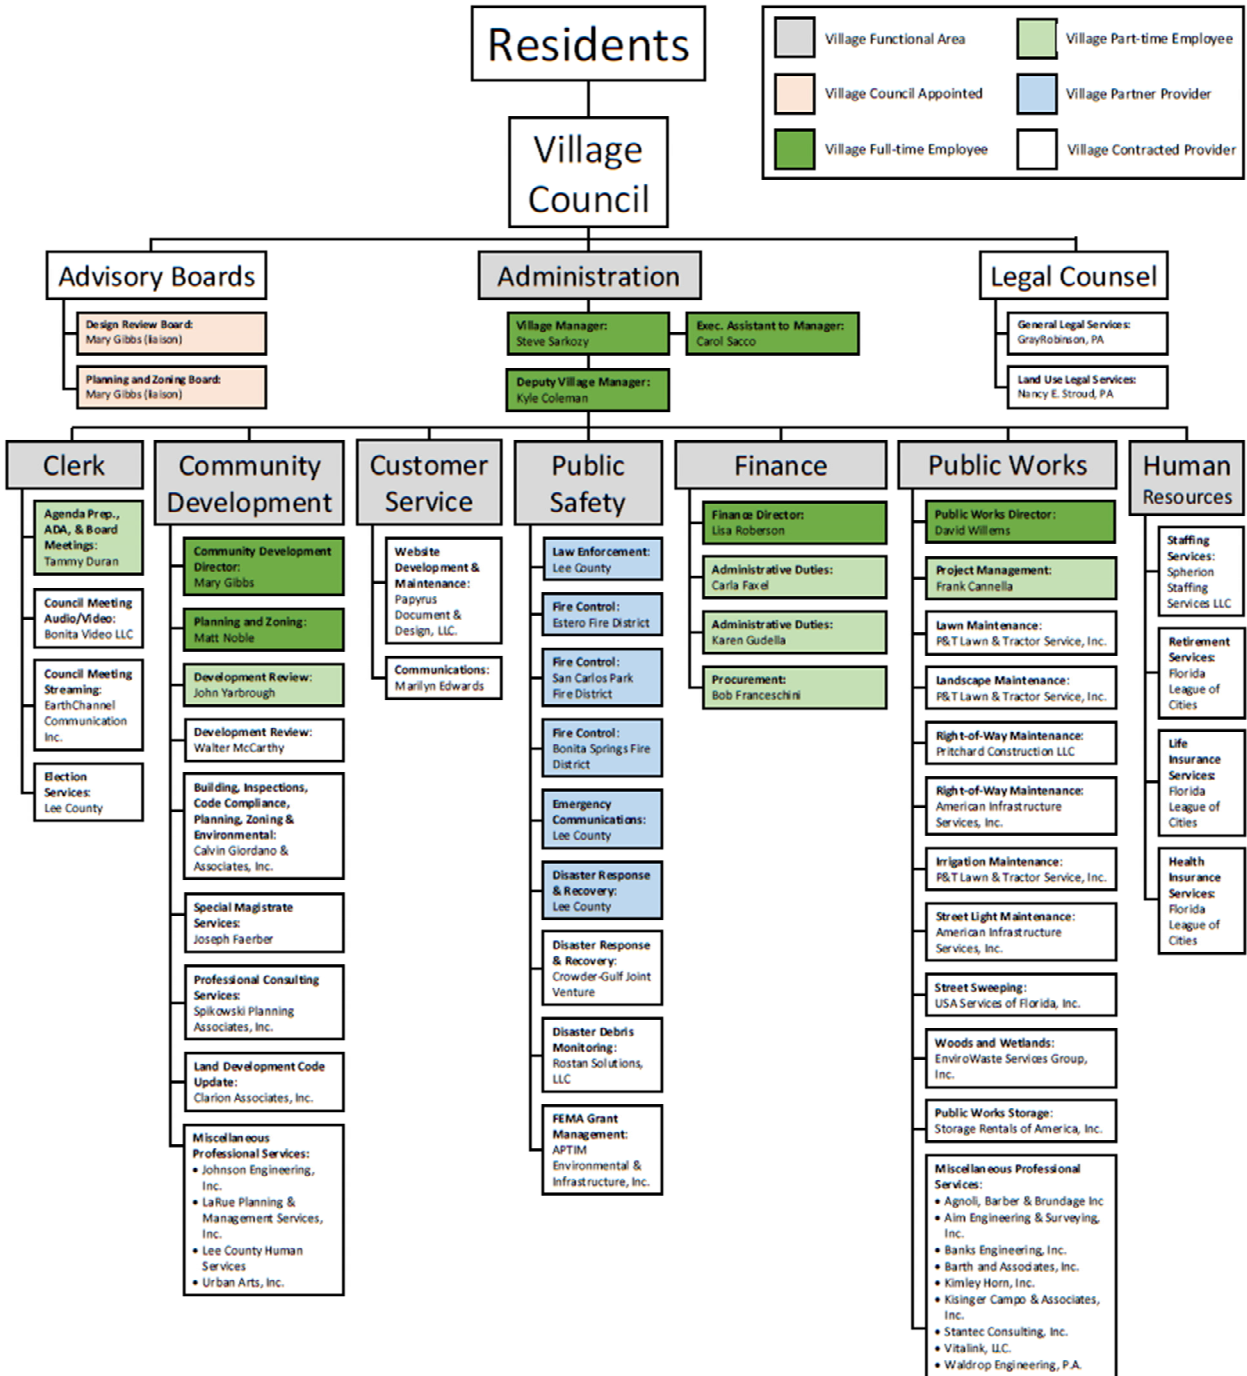 Residents
Village Functional Area
Village Part-time Employee
Village Council Appointed
Village Partner Provider
Village Full-time Employee
Village Contracted Provider
Village
Council
Advisory Boards
Design Review Board:
Mary Gibbs (liaison)
Planning and Zoning Board:
Mary Gibbs (liaison)
Administration
Village Manager:
Steve Sarkozy
Exec. Assistant to Manager:
Carol Sacco
Deputy Village Manager:
Kyle Coleman
Legal Counsel
General Legal Services:
GrayRobinson, PA
Land Use Legal Services:
Nancy E. Stroud, PA
Clerk
Agenda Prep.,
ADA, & Board
Meetings:
Tammy Duran
Council Meeting
Audio/Video:
Bonita Video LLC
Council Meeting
Streaming:
EarthChannel
Communication
Inc.
Election
Services:
Lee County
Community
Development
Community Development
Director:
Mary Gibbs
Planning and Zoning:
Matt Noble
Development Review:
John Yarbrough
Development Review:
Walter McCarthy
Building, Inspections,
Code Compliance,
Planning, Zoning &
Environmental:
Calvin Giordano &
Associates, Inc.
Special Magistrate
Services:
Joseph Faerber
Professional Consulting
Services:
Spikowski Planning
Associates, Inc.
Land Development Code
Update:
Clarion Associates, Inc.
Miscellaneous
Professional Services:
• Johnson Engineering,
Inc.
• LaRue Planning &
Management Services,
Inc.
• Lee County Human
Services
• Urban Arts, Inc.
Customer
Service
Website
Development &
Maintenance:
Papyrus
Document &
Design, LLC.
Communications:
Marilyn Edwards
Public
Safety
Law Enforcement:
Lee County
Fire Control:
Estero Fire District
Fire Control:
San Carlos Park
Fire District
Fire Control:
Bonita Springs Fire
District
Emergency
Communications:
Lee County
Disaster Response
& Recovery:
Lee County
Disaster Response
& Recovery:
Crowder-Gulf Joint
Venture
Disaster Debris
Monitoring:
Rostan Solutions,
LLC
FEMA Grant
Management:
APTIM
Environmental &
Infrastructure, Inc.
Finance
Finance Director:
Lisa Roberson
Administrative Duties:
Carla Faxel
Administrative Duties:
Karen Gudella
Procurement:
Bob Franceschini
Public Works
Public Works Director:
David Willems
Project Management:
Frank Cannella
Lawn Maintenance:
P&T Lawn & Tractor Service, Inc.
Landscape Maintenance:
P&T Lawn & Tractor Service, Inc.
Right-of-Way Maintenance:
Pritchard Construction LLC
Right-of-Way Maintenance:
American Infrastructure
Services, Inc.
Irrigation Maintenance:
P&T Lawn & Tractor Service, Inc.
Street Light Maintenance:
American Infrastructure
Services, Inc.
Street Sweeping:
USA Services of Florida, Inc.
Woods and Wetlands:
EnviroWaste Services Group,
Inc.
Public Works Storage:
Storage Rentals of America, Inc.
Miscellaneous Professional
Services:
• Agnoli, Barber & Brundage Inc
• Aim Engineering & Surveying,
Inc.
• Banks Engineering, Inc.
• Barth and Associates, Inc.
• Kimley Horn, Inc.
• Kisinger Campo & Associates,
Inc.
• Stantec Consulting, Inc.
• Vitalink, LLC.
• Waldrop Engineering, P.A.
Human
Resources
Staffing
Services:
Spherion
Staffing
Services LLC
Retirement
Services:
Florida
League of
Cities
Life
Insurance
Services:
Florida
League of
Cities
Health
Insurance
Services:
Florida
League of
Cities